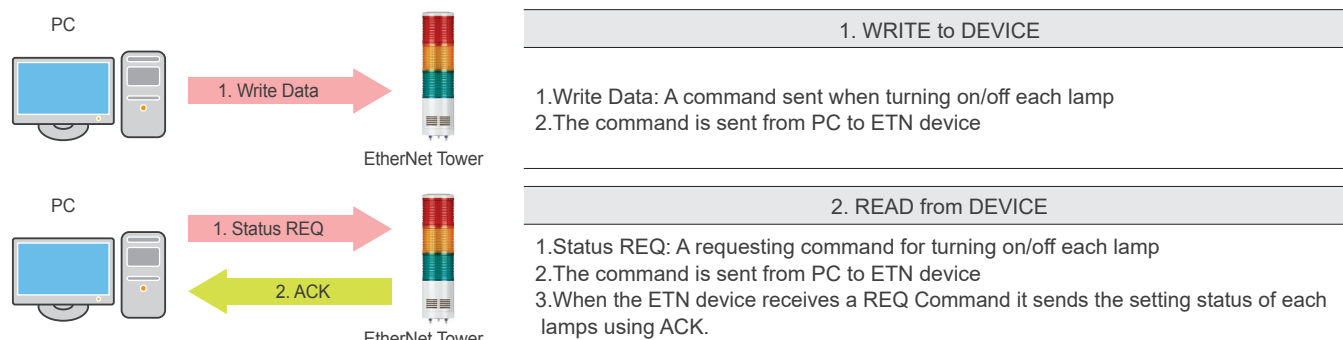 PC
1. Write Data
EtherNet Tower
1. WRITE to DEVICE
1.Write Data: A command sent when turning on/off each lamp
2.The command is sent from PC to ETN device
PC
1. Status REQ
2. ACK
EtherNet Tower
2. READ from DEVICE
1.Status REQ: A requesting command for turning on/off each lamp
2.The command is sent from PC to ETN device
3.When the ETN device receives a REQ Command it sends the setting status of each
lamps using ACK.